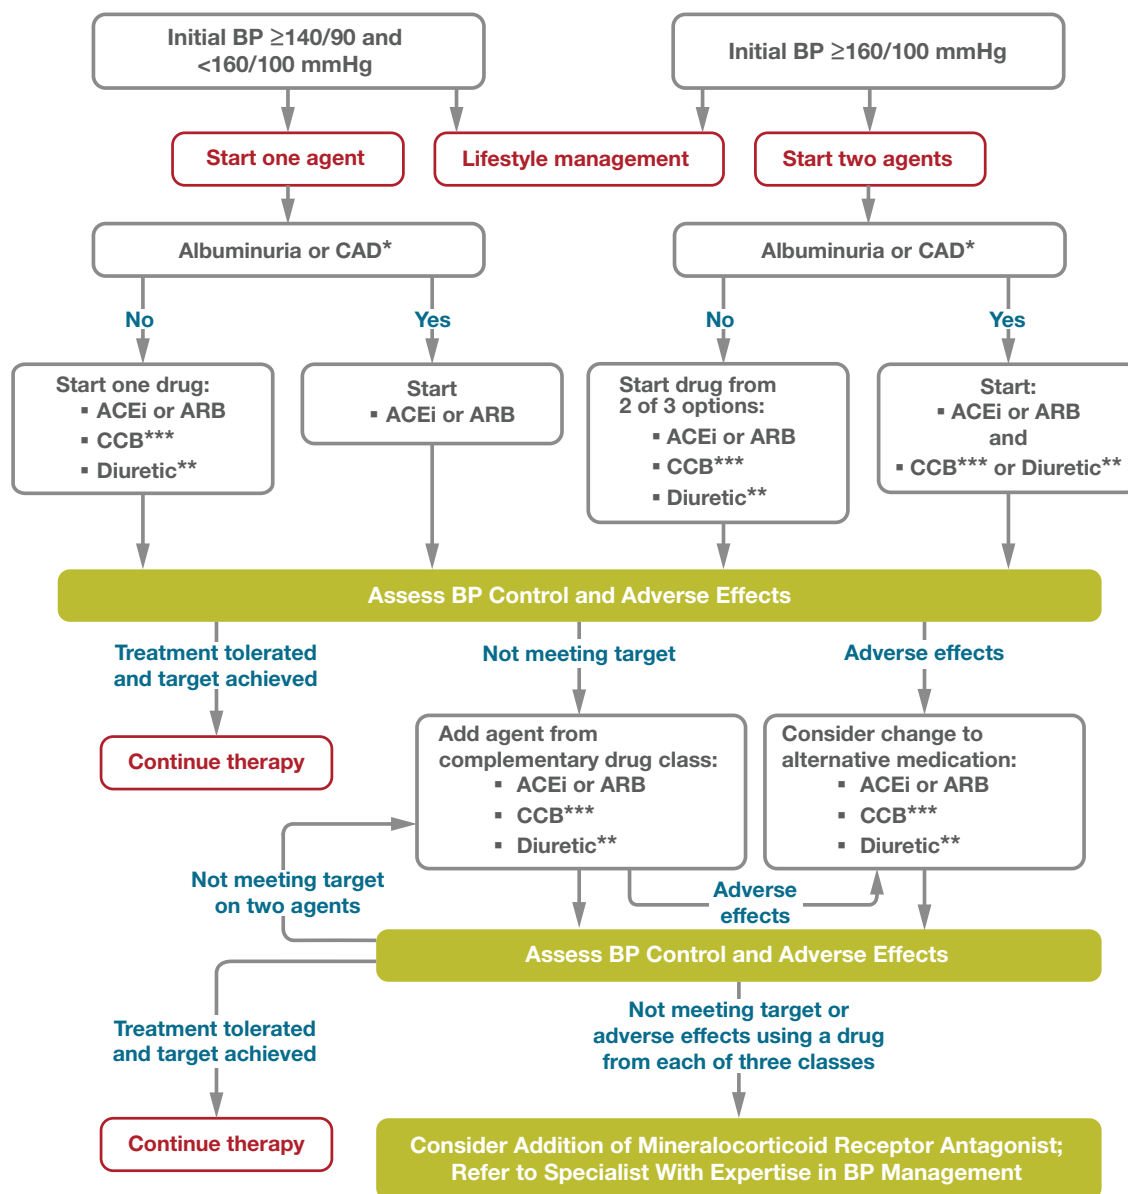 Initial BP ≥140/90 and
<160/100 mmHg
Initial BP ≥160/100 mmHg
Start one agent
Lifestyle management
Start two agents
Albuminuria or CAD*
Albuminuria or CAD*
No
Yes
No
Yes
Start one drug:
▪ ACEi or ARB
▪ CCB***
▪ Diuretic**
Start
▪ ACEi or ARB
Start drug from
2 of 3 options:
▪ ACEi or ARB
▪ CCB***
▪ Diuretic**
Start:
▪ ACEi or ARB
and
▪ CCB*** or Diuretic**
Assess BP Control and Adverse Effects
Treatment tolerated
and target achieved
Not meeting target
Adverse effects
Continue therapy
Add agent from
complementary drug class:
▪ ACEi or ARB
▪ CCB***
▪ Diuretic**
Consider change to
alternative medication:
▪ ACEi or ARB
▪ CCB***
▪ Diuretic**
Not meeting target
on two agents
Adverse
effects
Assess BP Control and Adverse Effects
Treatment tolerated
and target achieved
Not meeting target or
adverse effects using a drug
from each of three classes
Continue therapy
Consider Addition of Mineralocorticoid Receptor Antagonist;
Refer to Specialist With Expertise in BP Management